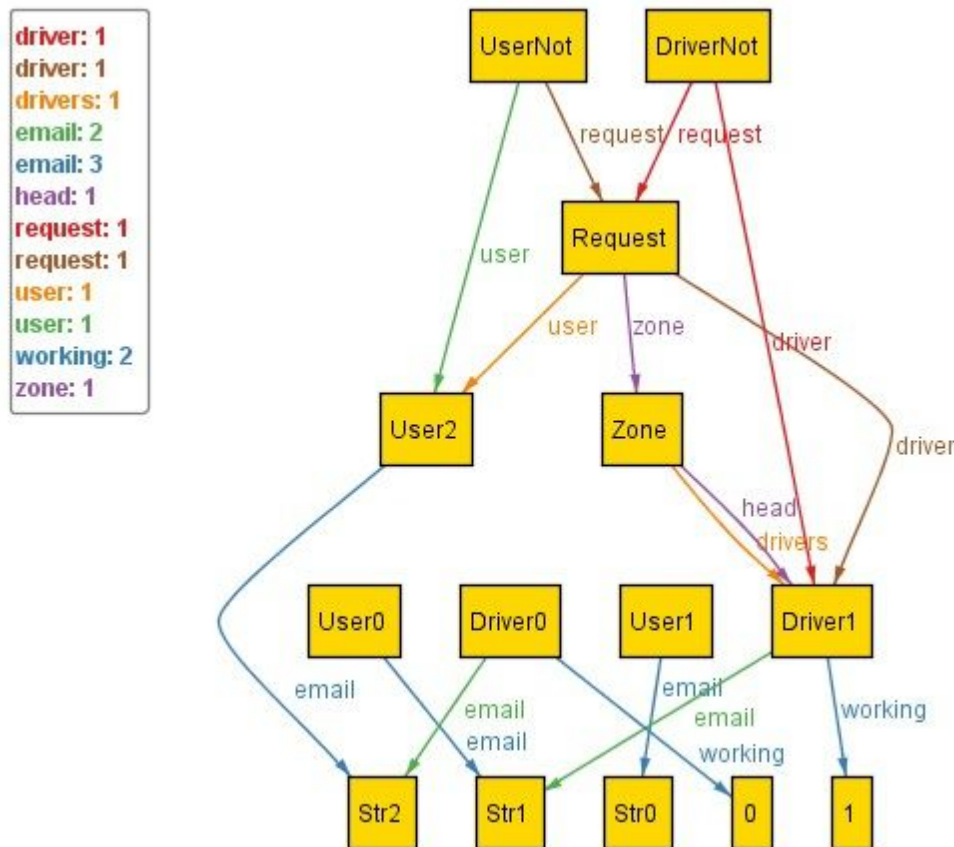 driver: 1
driver: 1
drivers: 1
email: 2
email: 3
head: 1
request: 1
request: 1
user: 1
user: 1
working: 2
zone: 1
UserNot
DriverNot
request
request
Request
user
user
zone
driver
User2
Zone
driver
head
drivers
User0
Driver0
User1
Driver1
email
email
email
email
email
working
working
Str2
Str1
Str0
0
1